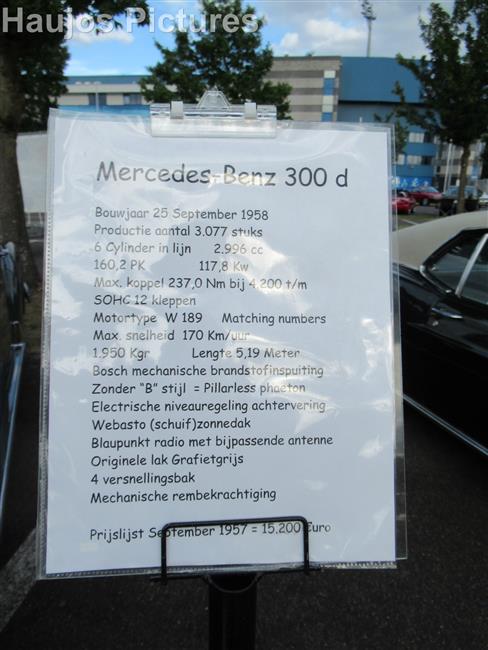 Haujos Pictures
Mercedes-Benz 300 d
Bouwjaar 25 September 1958
Productie aantal 3.077 stuks
6 Cylinder in lijn 2.996 cc
160,2 PK 117,8 Kw
Max. koppel 237,0 Nm bij 4.200 t/m
SOHC 12 kleppen
Motortype W 189 Matching numbers
Max. snelheid 170 Km/uur
1.950 Kgr Lengte 5,19 Meter
Bosch mechanische brandstofinspuiting
Zonder "B" stijl = Pillarless phaeton
Electrische niveauregeling achtervering
Webasto (schuif)zonnedak
Blaupunkt radio met bijpassende antenne
Originele lak Grafietgrijs
4 versnellingsbak
Mechanische rembekrachtiging
Prijslijst September 1957 = 15.200 Euro